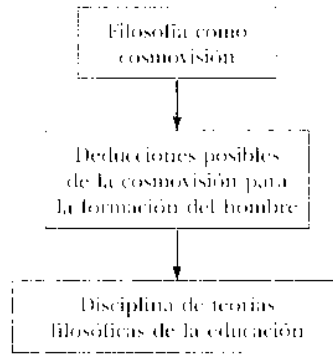 Filosofía como
cosmovisión
Deducciones posibles
de la cosmovisión para
la formación del hombre
Disciplina de teorías
filosóficas de la educación